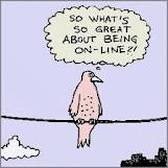 SO WHAT'S
SO GREAT
ABOUT BEING
ON-LINE?!